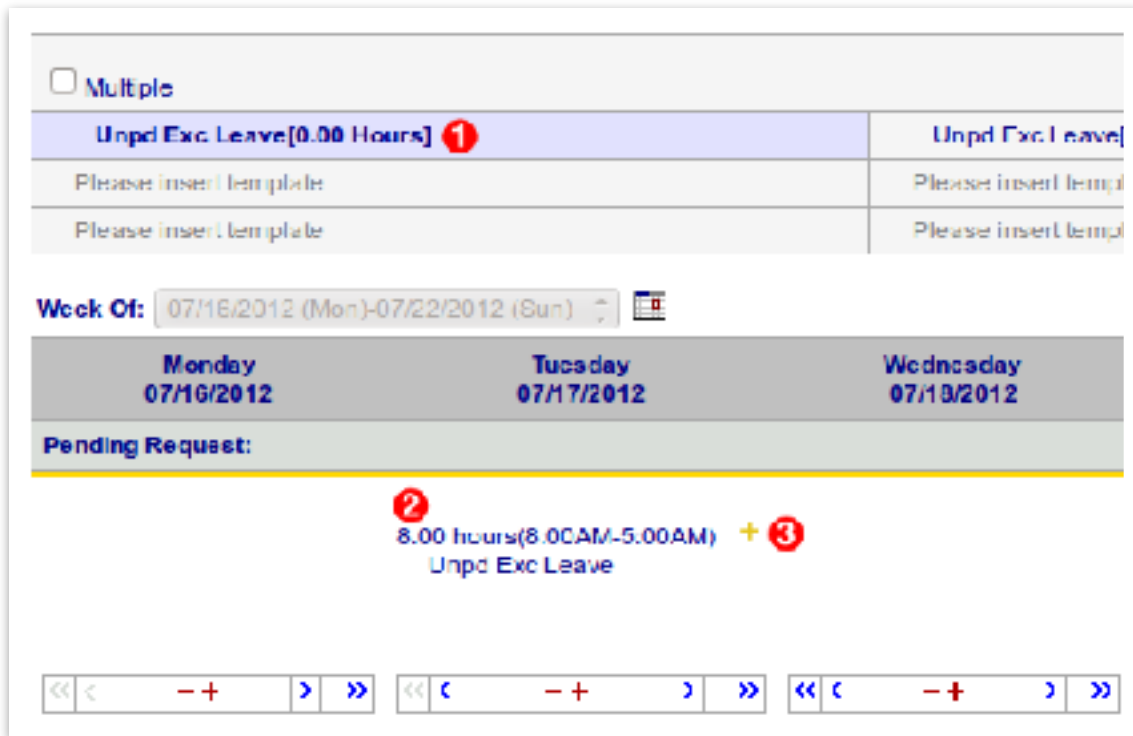 Multiple
Unpd Exc Leave[0.00 Hours] 1 Unpd Exc Leave[
Please insert template Please insert templ
Please insert template Please insert templ
Week Of: 07/16/2012 (Mon)-07/22/2012 (Sun)
Monday Tuesday Wednesday
07/16/2012 07/17/2012 07/18/2012
Pending Request:
2
8.00 hours(8:00AM-5:00AM) + 3
Unpd Exc Leave
« ‹ − + › » « ‹ − + › » « ‹ − + › »